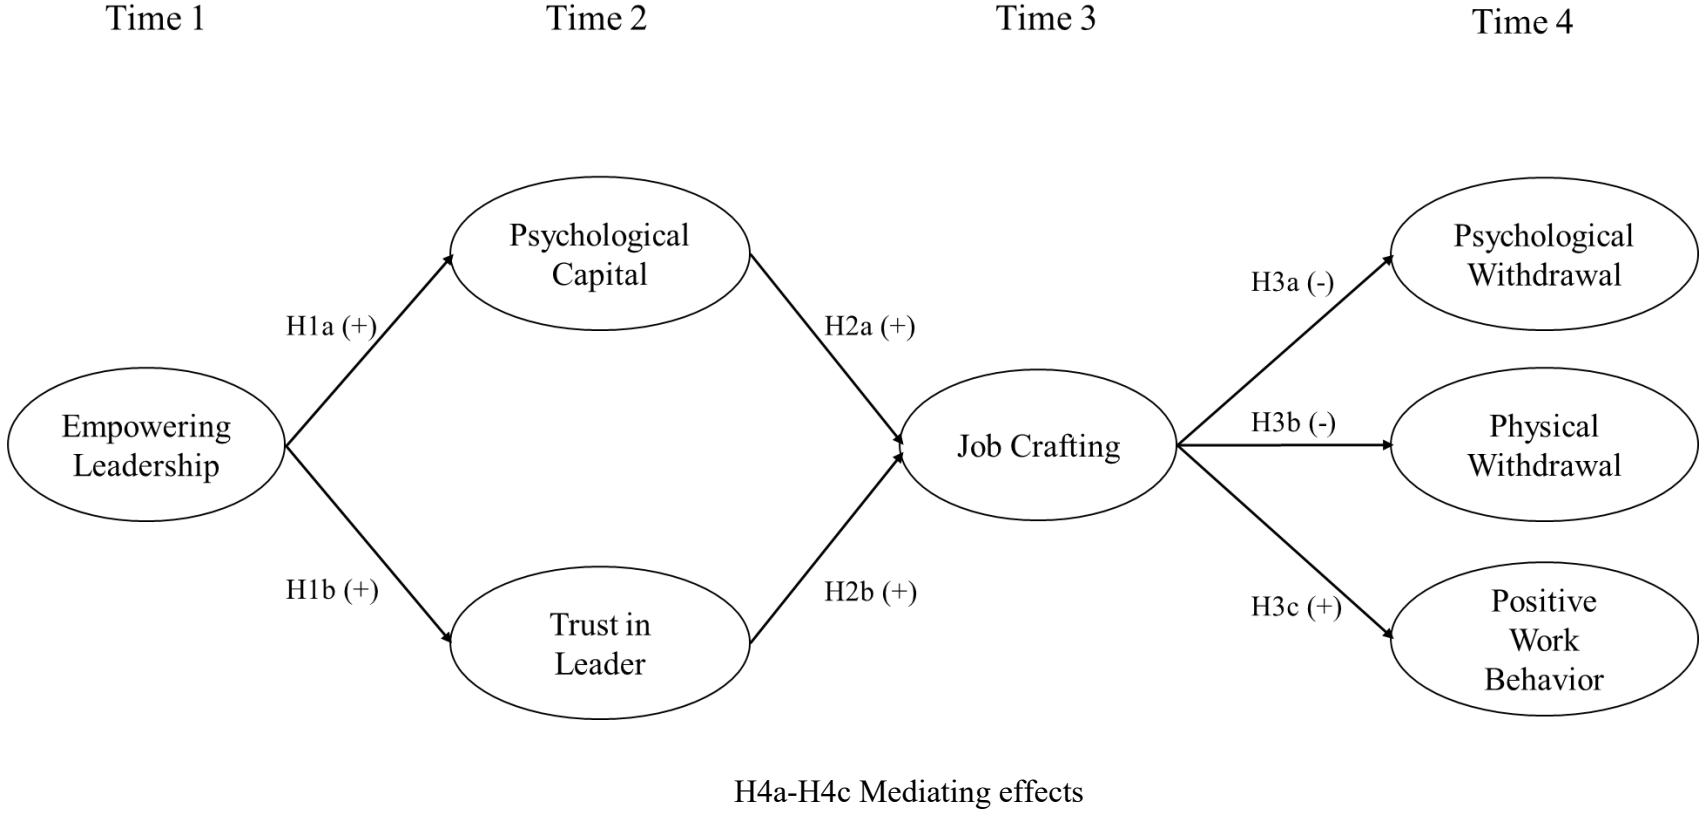 Time 1
Time 2
Time 3
Time 4
Psychological
Capital
Psychological
Withdrawal
H3a (-)
H1a (+)
H2a (+)
Empowering
Leadership
Job Crafting
H3b (-)
Physical
Withdrawal
H1b (+)
H2b (+)
H3c (+)
Trust in
Leader
Positive
Work
Behavior
H4a-H4c Mediating effects